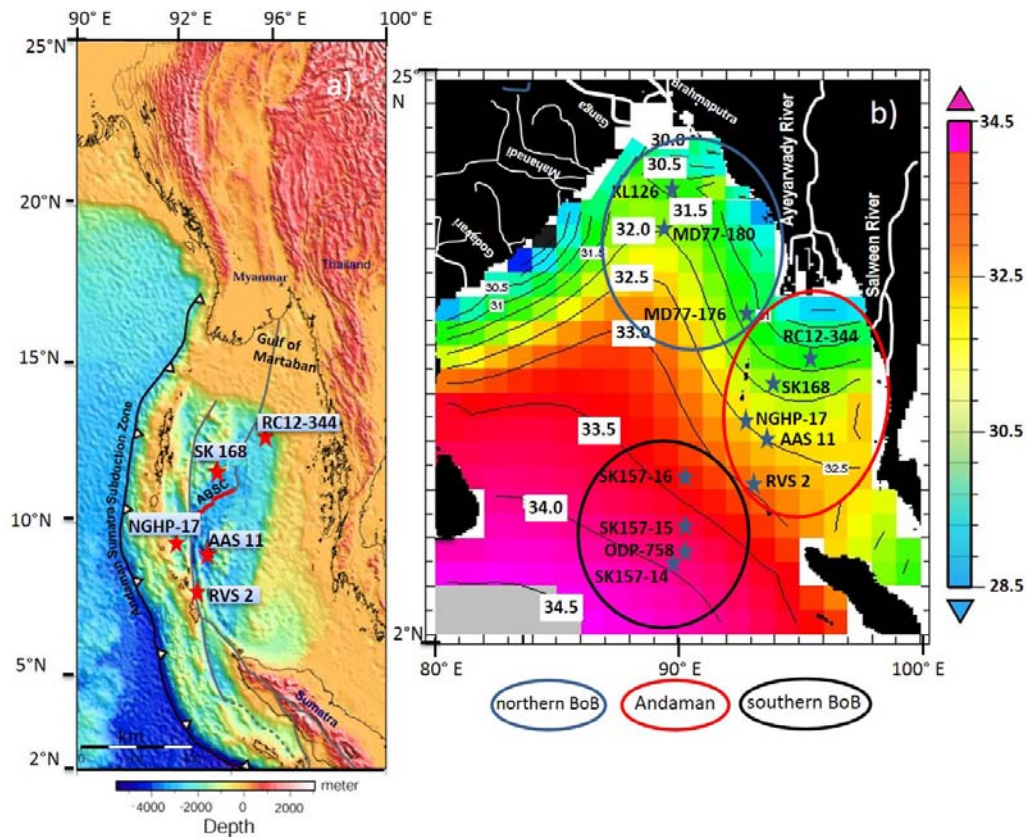 90° E
92° E
96° E
100° E
25°N
20°N
15°N
10°N
5°N
2°N
a)
Myanmar
Thailand
Gulf of
Martaban
RC12-344
SK 168
ABSC
NGHP-17
AAS 11
RVS 2
Andaman Sumatra Subduction Zone
Sumatra
km
-4000
-2000
0
2000
meter
Depth
25°
N
b)
Ganga
Brahmaputra
Mahanadi
Godavari
Ayeyarwady River
Salween River
30.0
30.5
KL126
31.5
32.0
MD77-180
31.5
32.5
30.5
31
MD77-176
31
33.0
RC12-344
SK168
NGHP-17
AAS 11
33.5
32.5
SK157-16
RVS 2
34.0
SK157-15
ODP-758
SK157-14
34.5
2°N
80° E
90° E
100° E
34.5
32.5
30.5
28.5
northern BoB
Andaman
southern BoB